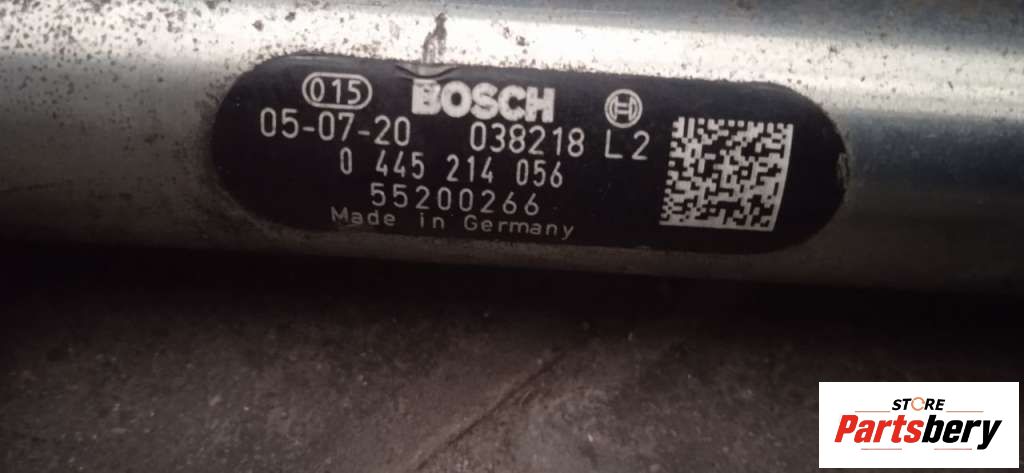 015 BOSCH
05-07-20 038218 L2
0 445 214 056
55200266
Made in Germany
STORE
Partsbery